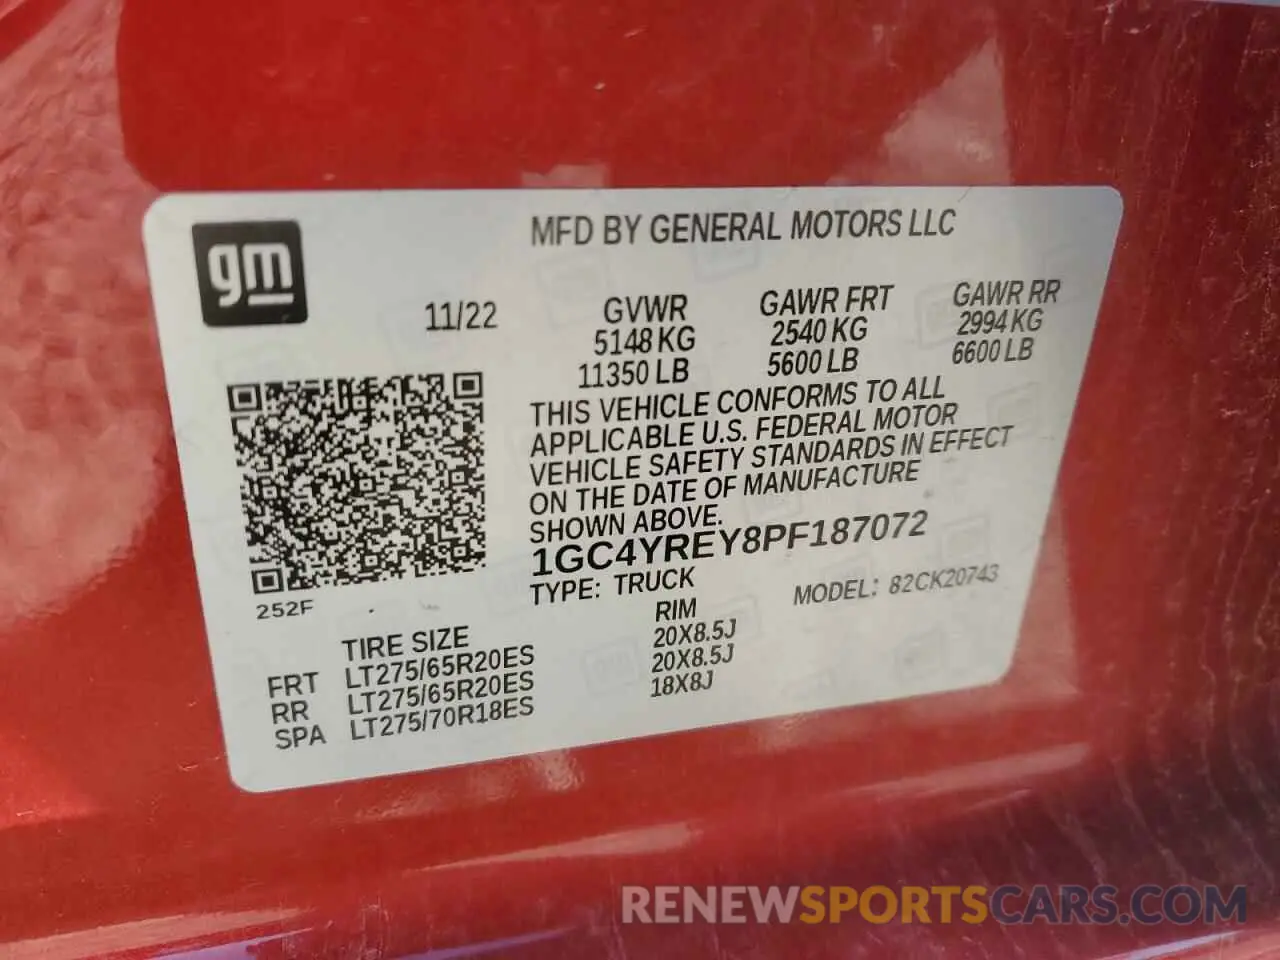 gm
MFD BY GENERAL MOTORS LLC
11/22
GVWR
5148 KG
11350 LB
GAWR FRT
2540 KG
5600 LB
GAWR RR
2994 KG
6600 LB
THIS VEHICLE CONFORMS TO ALL
APPLICABLE U.S. FEDERAL MOTOR
VEHICLE SAFETY STANDARDS IN EFFECT
ON THE DATE OF MANUFACTURE
SHOWN ABOVE.
1GC4YREY8PF187072
TYPE: TRUCK
MODEL: 82CK20743
252F
TIRE SIZE RIM
FRT LT275/65R20ES 20X8.5J
RR LT275/65R20ES 20X8.5J
SPA LT275/70R18ES 18X8J
RENEWSPORTSCARS.COM